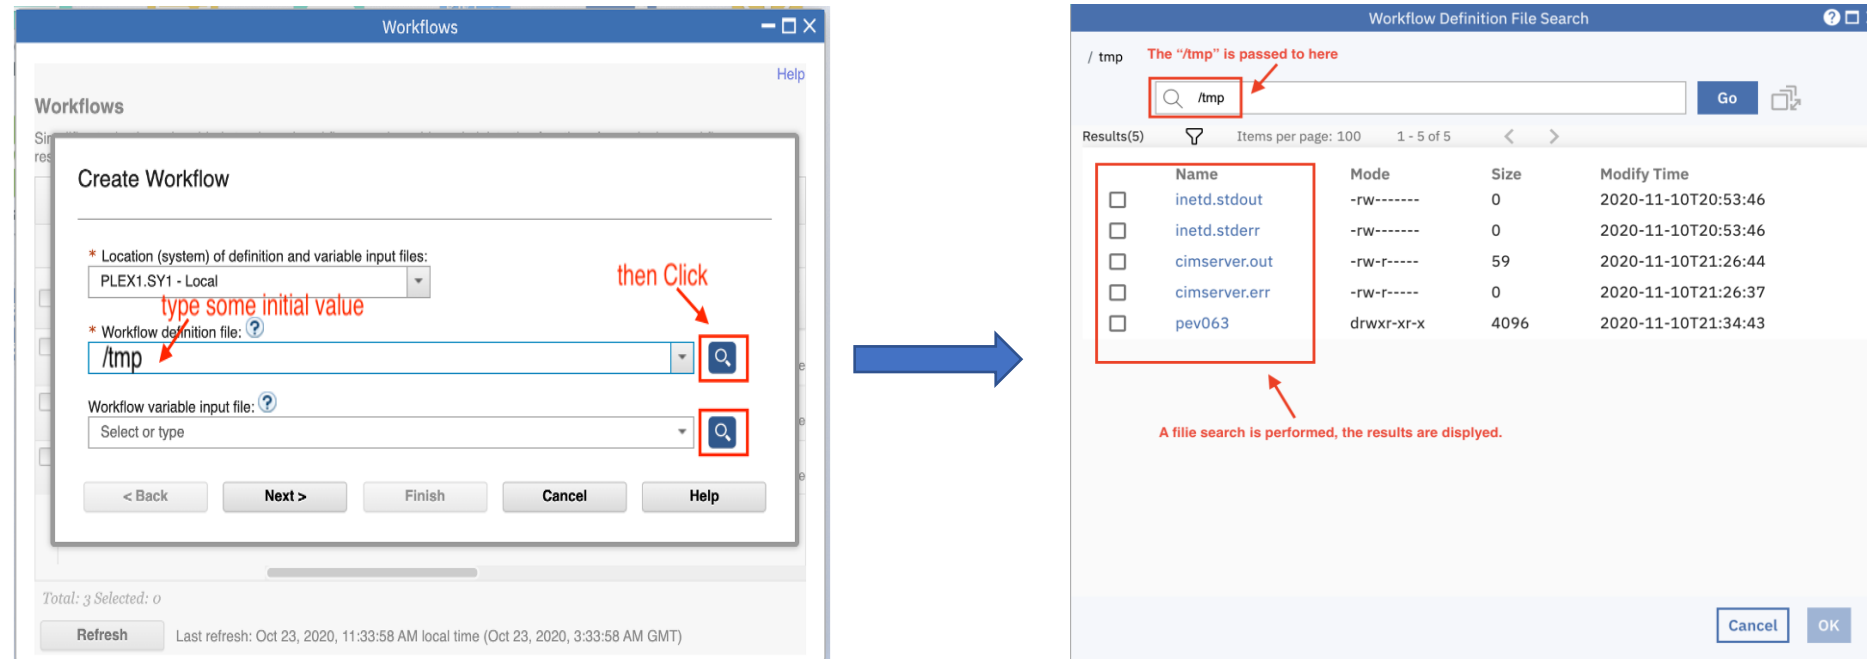 Workflows
Help
Workflows
Create Workflow
* Location (system) of definition and variable input files:
PLEX1.SY1 - Local
type some initial value
then Click
* Workflow definition file: ?
/tmp
Workflow variable input file: ?
Select or type
< Back
Next >
Finish
Cancel
Help
Total: 3 Selected: 0
Refresh
Last refresh: Oct 23, 2020, 11:33:58 AM local time (Oct 23, 2020, 3:33:58 AM GMT)
Workflow Definition File Search
/ tmp
The “/tmp” is passed to here
/tmp
Go
Results(5)
Items per page: 100
1 - 5 of 5
Name Mode Size Modify Time
inetd.stdout -rw------- 0 2020-11-10T20:53:46
inetd.stderr -rw------- 0 2020-11-10T20:53:46
cimserver.out -rw-r----- 59 2020-11-10T21:26:44
cimserver.err -rw-r----- 0 2020-11-10T21:26:37
pev063 drwxr-xr-x 4096 2020-11-10T21:34:43
A filie search is performed, the results are displyed.
Cancel
OK